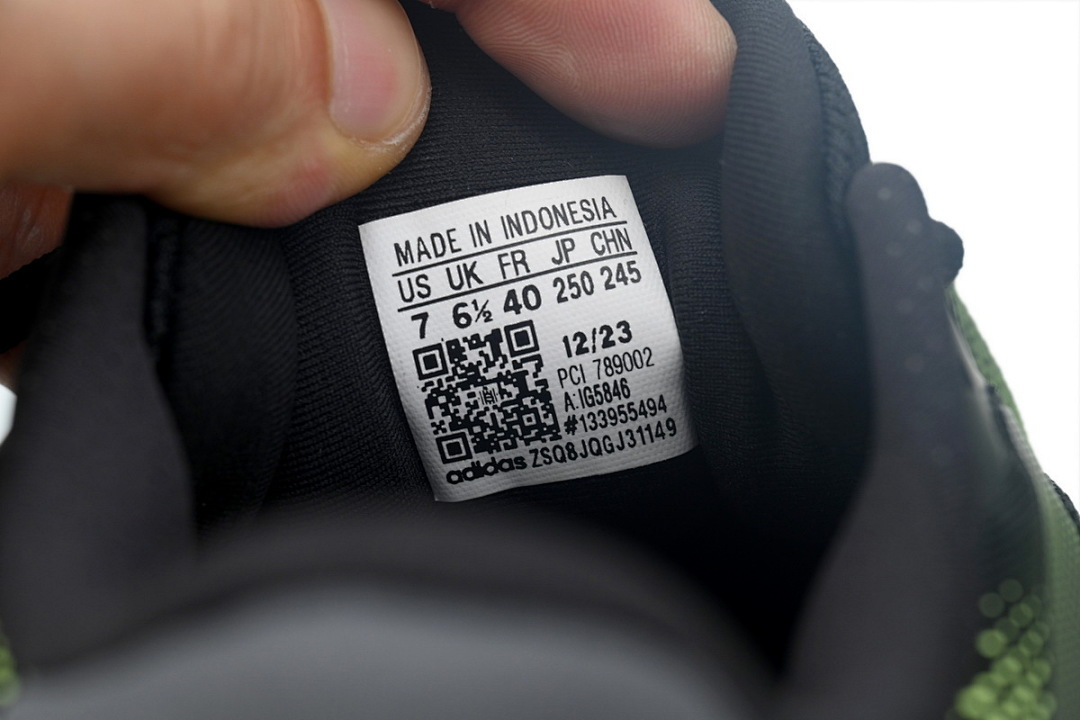 MADE IN INDONESIA
US UK FR JP CHN
7 6½ 40 250 245
12/23
PCI 789002
A:IG5846
#133955494
adidas ZSQ8JQGJ31149